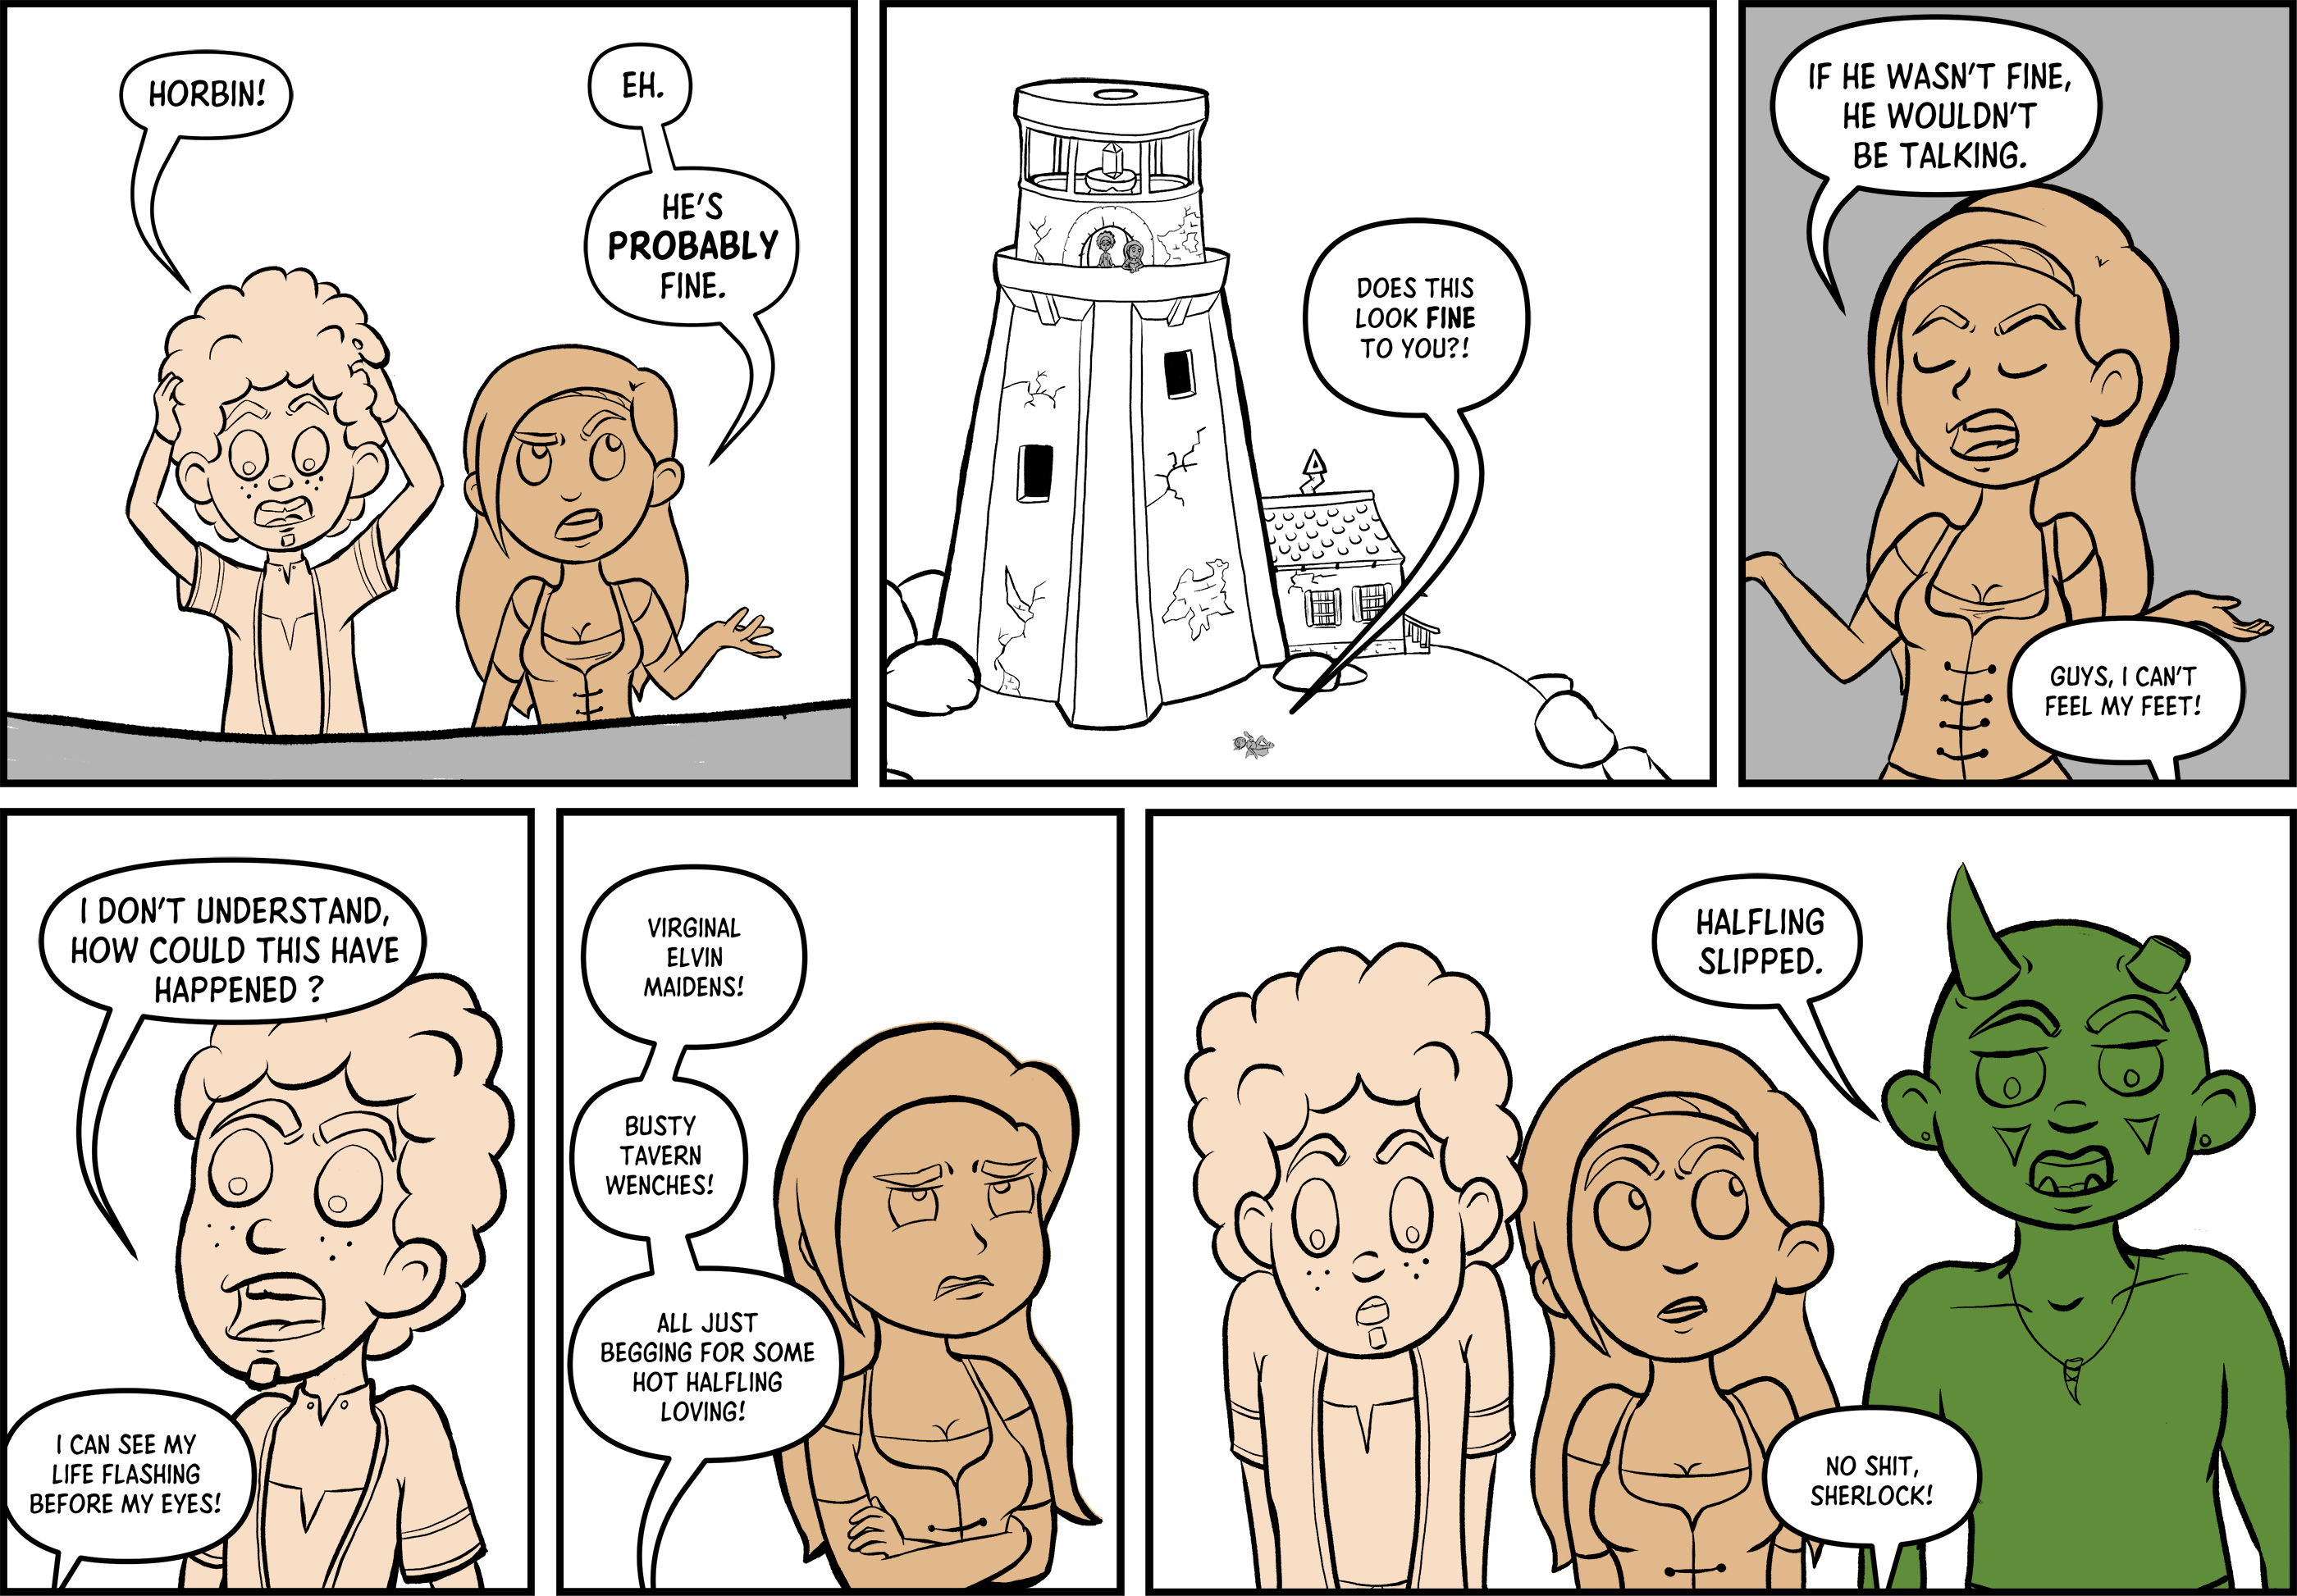 HORBIN!
EH.
HE'S
PROBABLY
FINE.
DOES THIS
LOOK FINE
TO YOU?!
IF HE WASN'T FINE,
HE WOULDN'T
BE TALKING.
GUYS, I CAN'T
FEEL MY FEET!
I DON'T UNDERSTAND,
HOW COULD THIS HAVE
HAPPENED ?
I CAN SEE MY
LIFE FLASHING
BEFORE MY EYES!
VIRGINAL
ELVIN
MAIDENS!
BUSTY
TAVERN
WENCHES!
ALL JUST
BEGGING FOR SOME
HOT HALFLING
LOVING!
HALFLING
SLIPPED.
NO SHIT,
SHERLOCK!